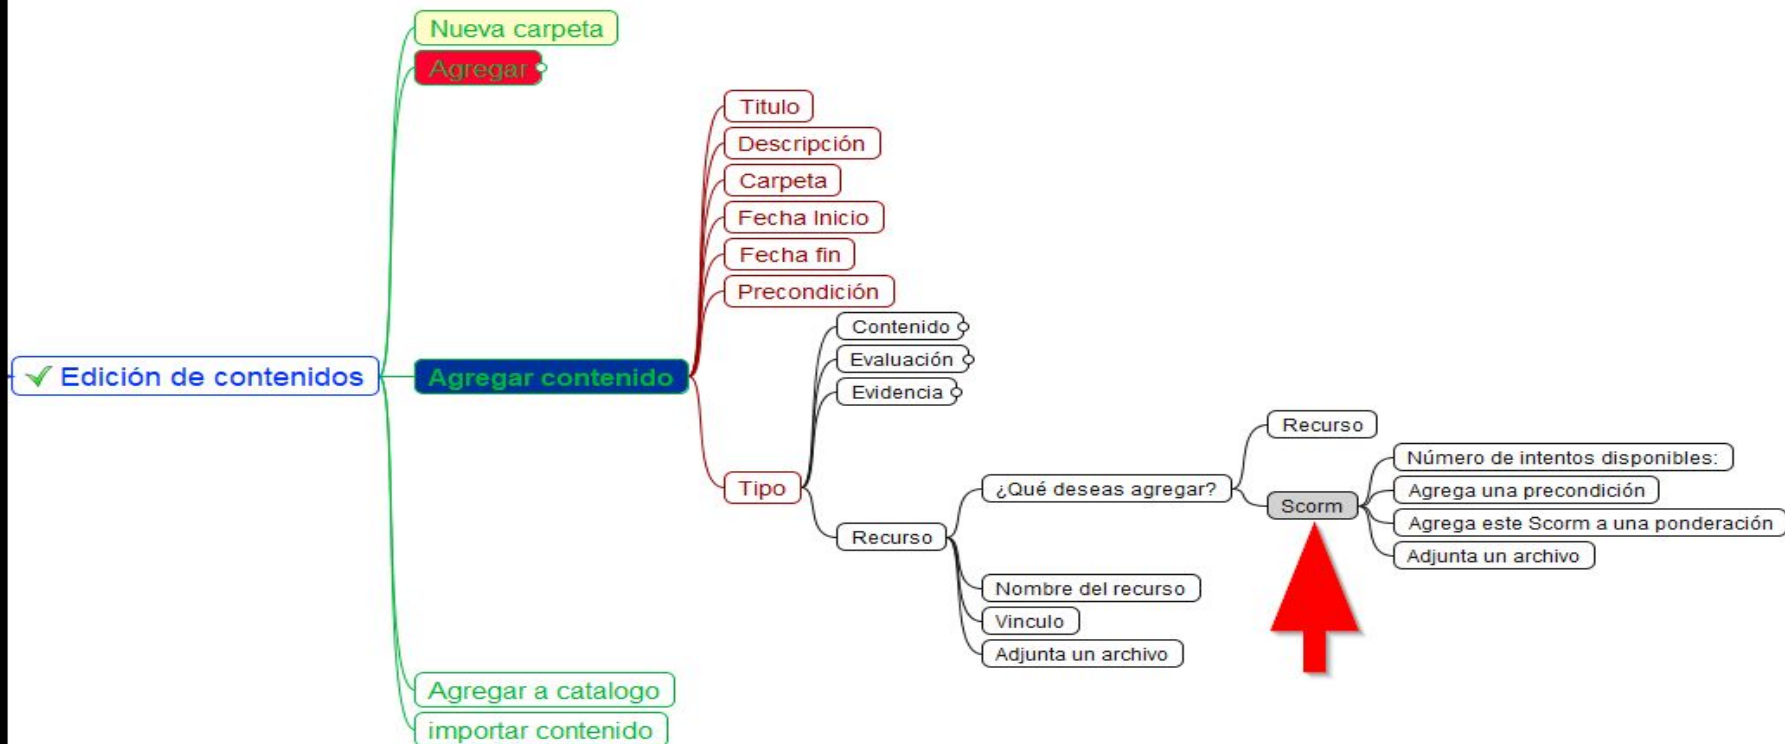 Nueva carpeta
Agregar
Titulo
Descripción
Carpeta
Fecha Inicio
Fecha fin
Precondición
Contenido
Evaluación
Edición de contenidos
Agregar contenido
Evidencia
Recurso
Número de intentos disponibles:
Tipo
¿Qué deseas agregar?
Agrega una precondición
Scorm
Agrega este Scorm a una ponderación
Recurso
Adjunta un archivo
Nombre del recurso
Vinculo
Adjunta un archivo
Agregar a catalogo
importar contenido